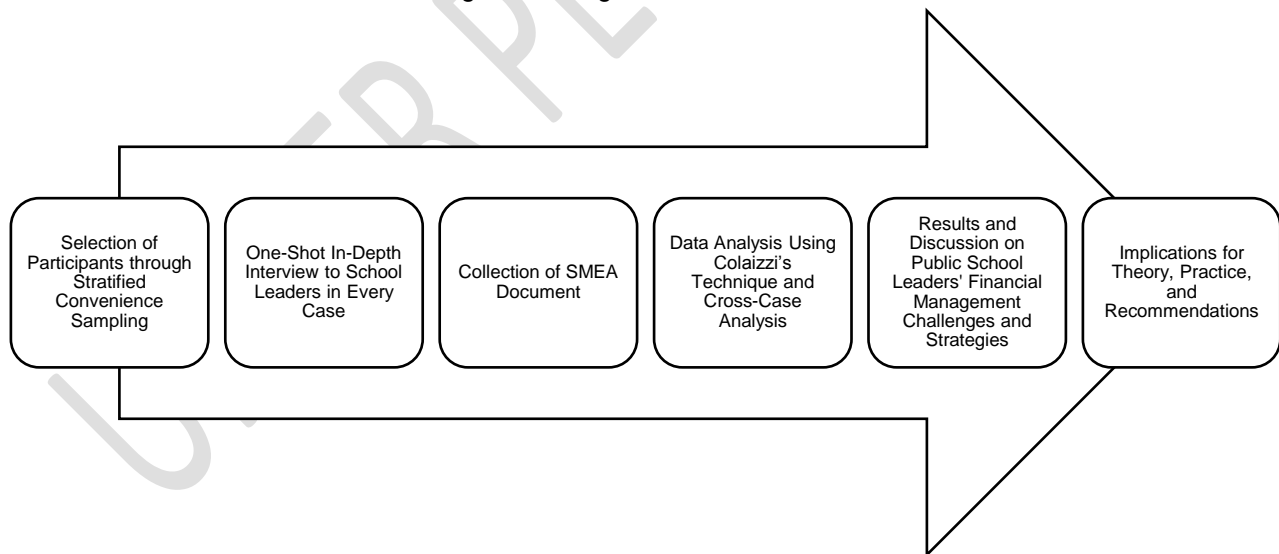 Selection of
Participants through
Stratified
Convenience
Sampling
One-Shot In-Depth
Interview to School
Leaders in Every
Case
Collection of SMEA
Document
Data Analysis Using
Colaizzi's
Technique and
Cross-Case
Analysis
Results and
Discussion on
Public School
Leaders' Financial
Management
Challenges and
Strategies
Implications for
Theory, Practice,
and
Recommendations